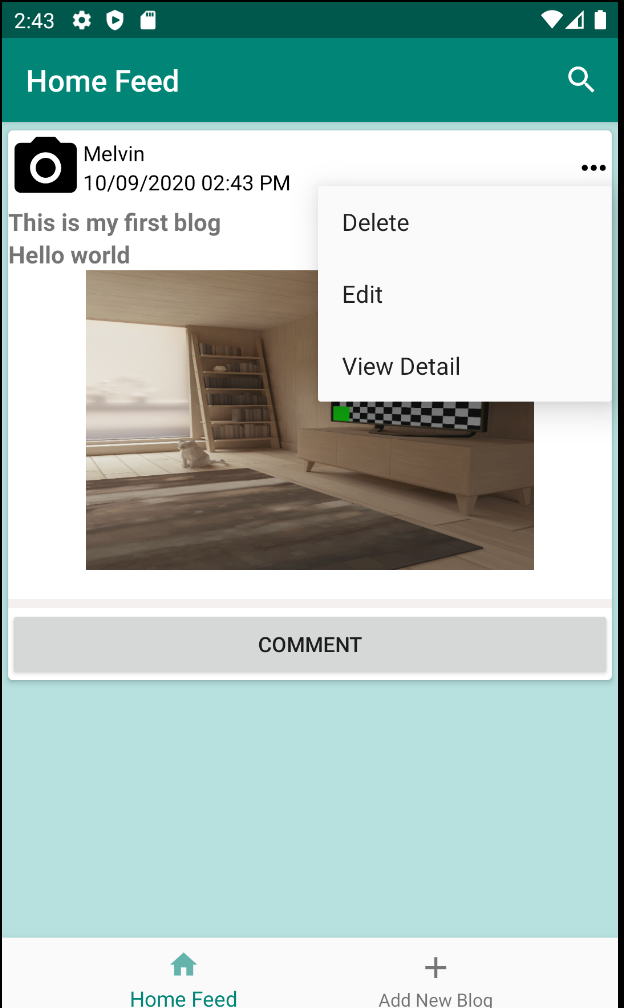 2:43
Home Feed
Melvin
10/09/2020 02:43 PM
This is my first blog
Hello world
Delete
Edit
View Detail
COMMENT
Home Feed
Add New Blog